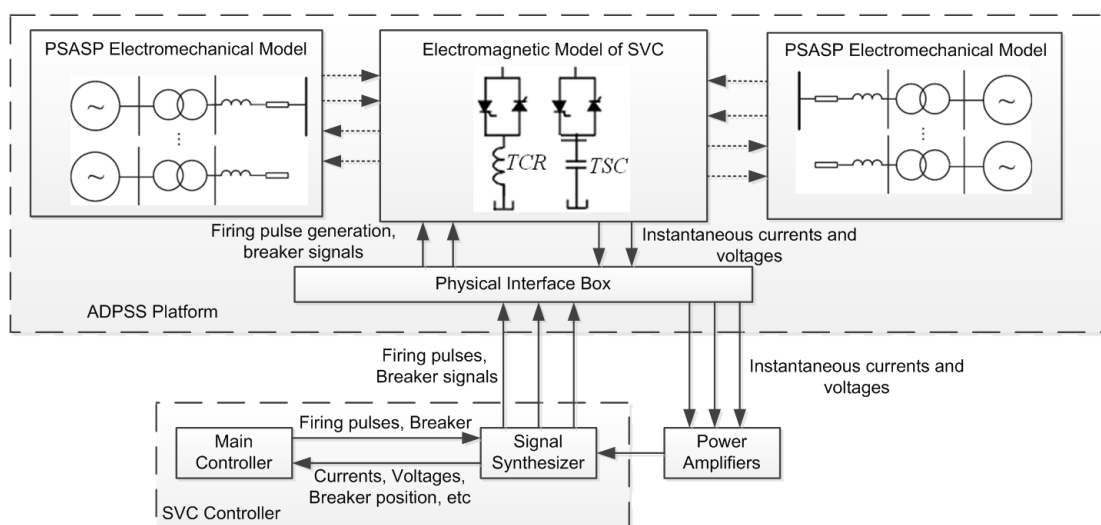 PSASP Electromechanical Model
Electromagnetic Model of SVC
PSASP Electromechanical Model
~
~
TCR
TSC
~
~
Firing pulse generation,
breaker signals
Instantaneous currents and
voltages
Physical Interface Box
ADPSS Platform
Firing pulses,
Breaker signals
Instantaneous currents and
voltages
Main
Controller
Firing pulses, Breaker
Currents, Voltages,
Breaker position, etc
Signal
Synthesizer
Power
Amplifiers
SVC Controller